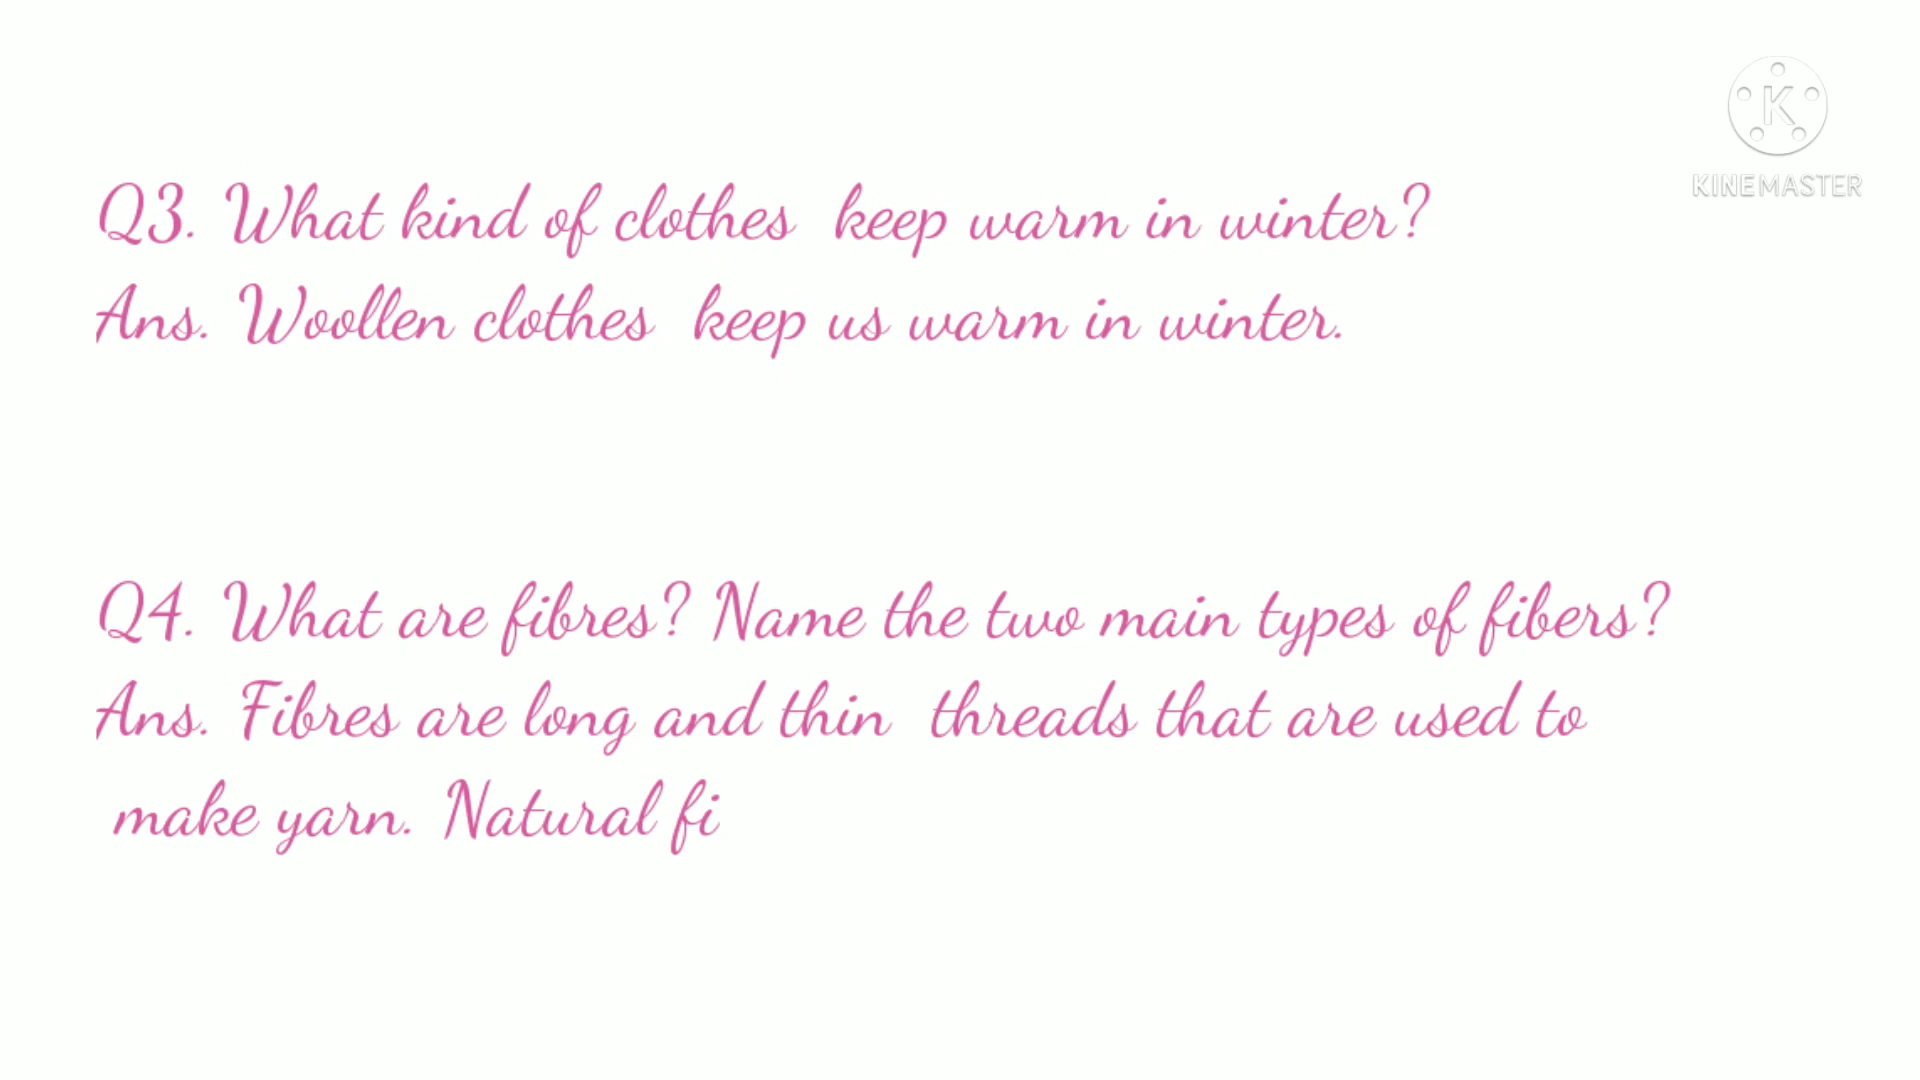 KINEMASTER
Q3. What kind of clothes keep warm in winter?
Ans. Woollen clothes keep us warm in winter.
Q4. What are fibres? Name the two main types of fibers?
Ans. Fibres are long and thin threads that are used to
make yarn. Natural fi